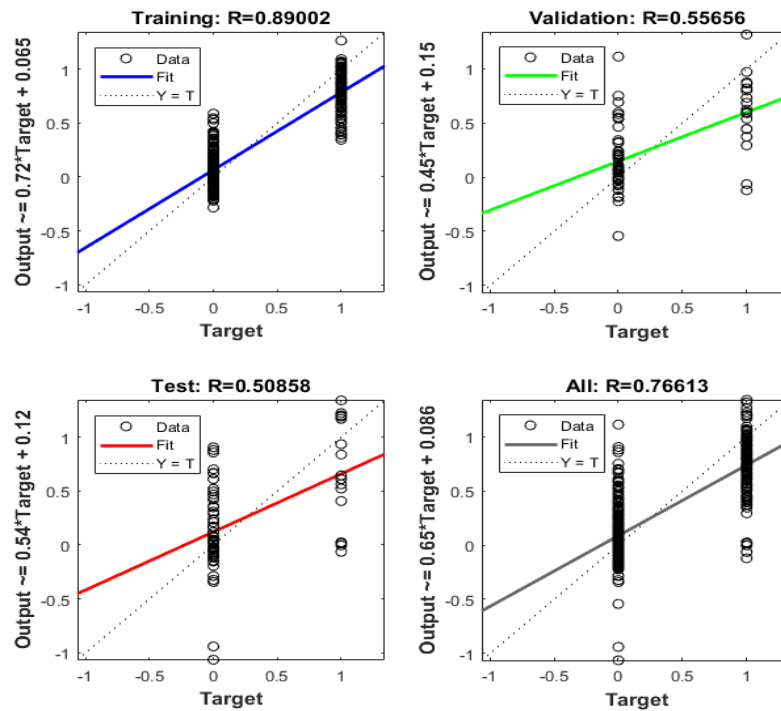 Training: R=0.89002
Output ~= 0.72*Target + 0.065
Data
Fit
Y = T
1
0.5
0
-0.5
-1
-1 -0.5 0 0.5 1
Target
Validation: R=0.55656
Output ~= 0.45*Target + 0.15
Data
Fit
Y = T
1
0.5
0
-0.5
-1
-1 -0.5 0 0.5 1
Target
Test: R=0.50858
Output ~= 0.54*Target + 0.12
Data
Fit
Y = T
1
0.5
0
-0.5
-1
-1 -0.5 0 0.5 1
Target
All: R=0.76613
Output ~= 0.65*Target + 0.086
Data
Fit
Y = T
1
0.5
0
-0.5
-1
-1 -0.5 0 0.5 1
Target